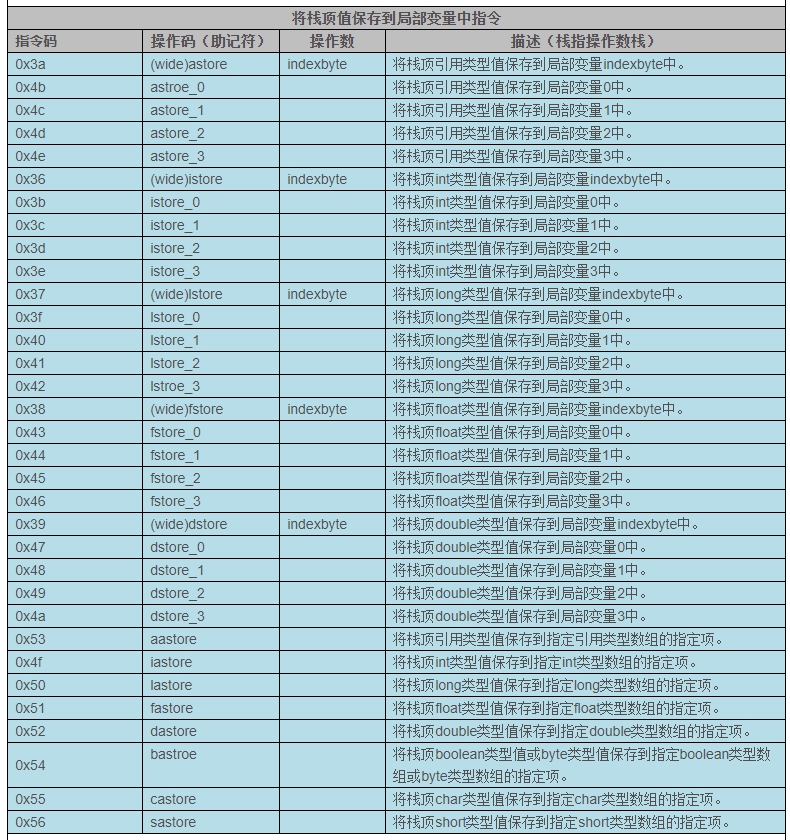 将栈顶值保存到局部变量中指令
指令码 操作码（助记符） 操作数 描述（栈指操作数栈）
0x3a (wide)astore indexbyte 将栈顶引用类型值保存到局部变量indexbyte中。
0x4b astroe_0 将栈顶引用类型值保存到局部变量0中。
0x4c astore_1 将栈顶引用类型值保存到局部变量1中。
0x4d astore_2 将栈顶引用类型值保存到局部变量2中。
0x4e astore_3 将栈顶引用类型值保存到局部变量3中。
0x36 (wide)istore indexbyte 将栈顶int类型值保存到局部变量indexbyte中。
0x3b istore_0 将栈顶int类型值保存到局部变量0中。
0x3c istore_1 将栈顶int类型值保存到局部变量1中。
0x3d istore_2 将栈顶int类型值保存到局部变量2中。
0x3e istore_3 将栈顶int类型值保存到局部变量3中。
0x37 (wide)lstore indexbyte 将栈顶long类型值保存到局部变量indexbyte中。
0x3f lstore_0 将栈顶long类型值保存到局部变量0中。
0x40 lstore_1 将栈顶long类型值保存到局部变量1中。
0x41 lstore_2 将栈顶long类型值保存到局部变量2中。
0x42 lstroe_3 将栈顶long类型值保存到局部变量3中。
0x38 (wide)fstore indexbyte 将栈顶float类型值保存到局部变量indexbyte中。
0x43 fstore_0 将栈顶float类型值保存到局部变量0中。
0x44 fstore_1 将栈顶float类型值保存到局部变量1中。
0x45 fstore_2 将栈顶float类型值保存到局部变量2中。
0x46 fstore_3 将栈顶float类型值保存到局部变量3中。
0x39 (wide)dstore indexbyte 将栈顶double类型值保存到局部变量indexbyte中。
0x47 dstore_0 将栈顶double类型值保存到局部变量0中。
0x48 dstore_1 将栈顶double类型值保存到局部变量1中。
0x49 dstore_2 将栈顶double类型值保存到局部变量2中。
0x4a dstore_3 将栈顶double类型值保存到局部变量3中。
0x53 aastore 将栈顶引用类型值保存到指定引用类型数组的指定项。
0x4f iastore 将栈顶int类型值保存到指定int类型数组的指定项。
0x50 lastore 将栈顶long类型值保存到指定long类型数组的指定项。
0x51 fastore 将栈顶float类型值保存到指定float类型数组的指定项。
0x52 dastore 将栈顶double类型值保存到指定double类型数组的指定项。
0x54 bastroe 将栈顶boolean类型值或byte类型值保存到指定boolean类型数
组或byte类型数组的指定项。
0x55 castore 将栈顶char类型值保存到指定char类型数组的指定项。
0x56 sastore 将栈顶short类型值保存到指定short类型数组的指定项。